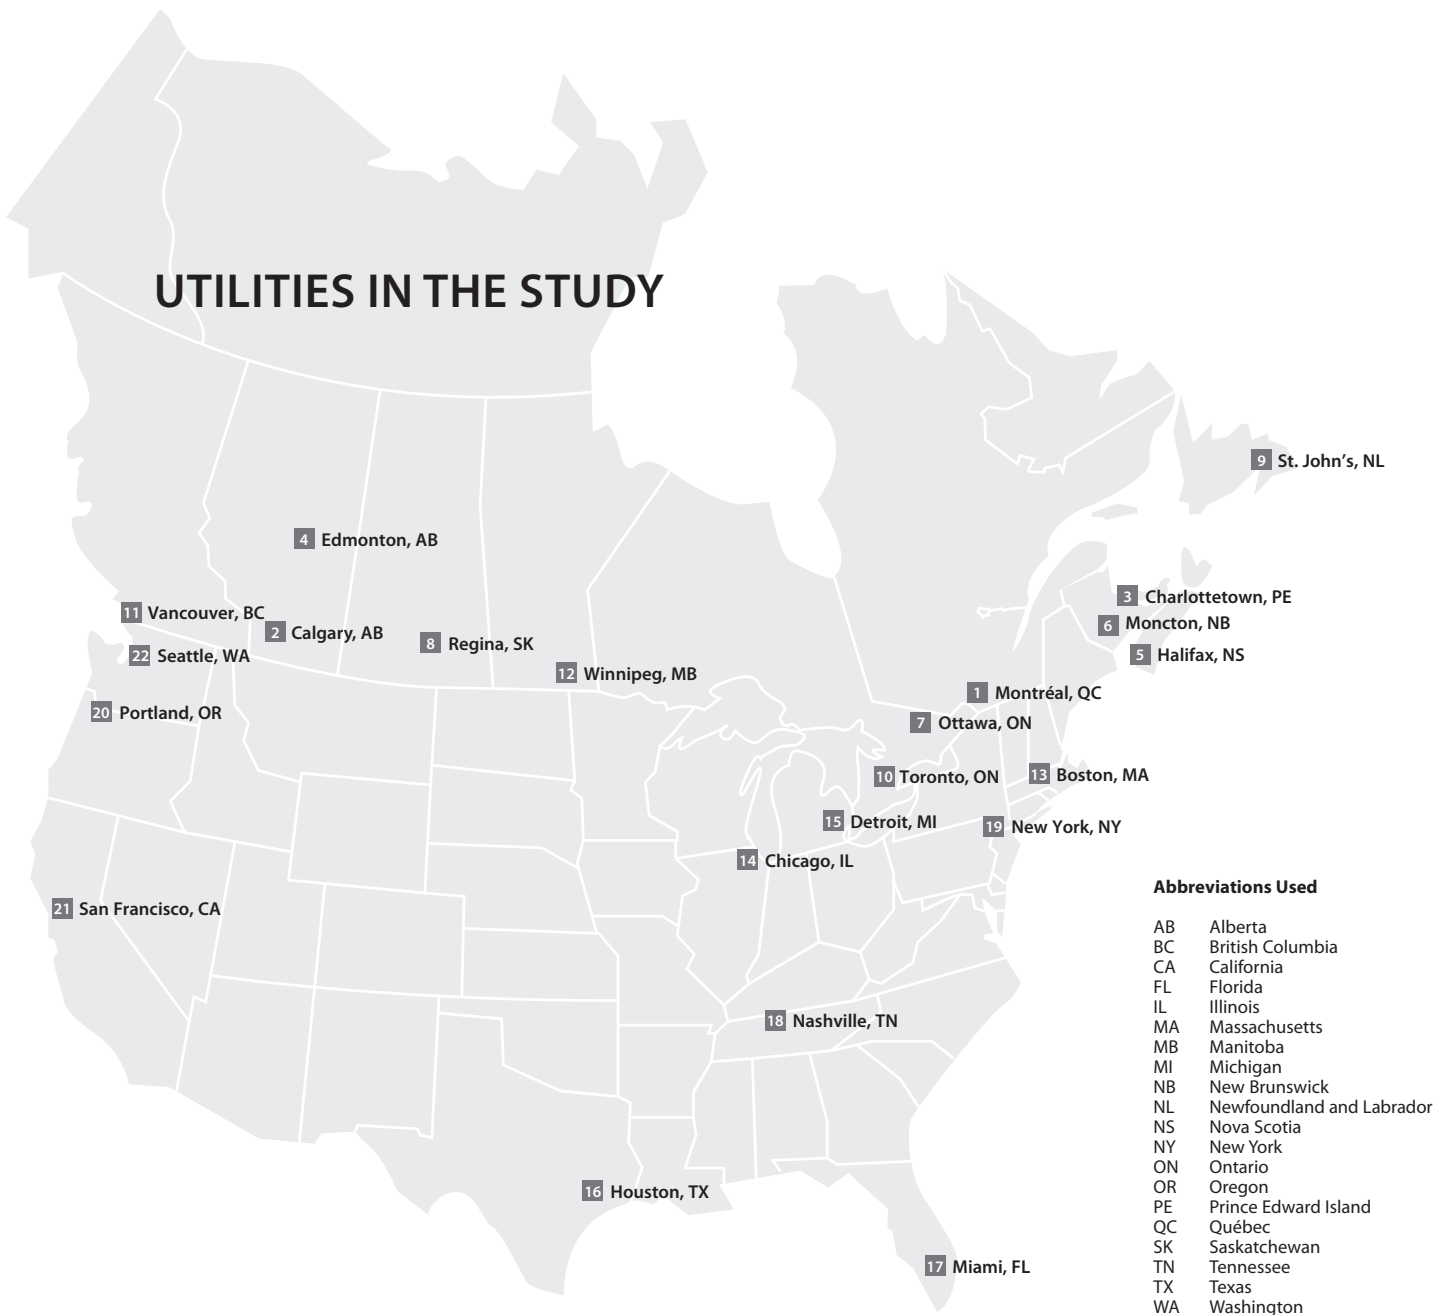 UTILITIES IN THE STUDY
9 St. John’s, NL
4 Edmonton, AB
3 Charlottetown, PE
11 Vancouver, BC
6 Moncton, NB
2 Calgary, AB
8 Regina, SK
22 Seattle, WA
5 Halifax, NS
12 Winnipeg, MB
1 Montréal, QC
20 Portland, OR
7 Ottawa, ON
10 Toronto, ON
13 Boston, MA
15 Detroit, MI
19 New York, NY
14 Chicago, IL
21 San Francisco, CA
18 Nashville, TN
16 Houston, TX
17 Miami, FL
Abbreviations Used
AB Alberta
BC British Columbia
CA California
FL Florida
IL Illinois
MA Massachusetts
MB Manitoba
MI Michigan
NB New Brunswick
NL Newfoundland and Labrador
NS Nova Scotia
NY New York
ON Ontario
OR Oregon
PE Prince Edward Island
QC Québec
SK Saskatchewan
TN Tennessee
TX Texas
WA Washington